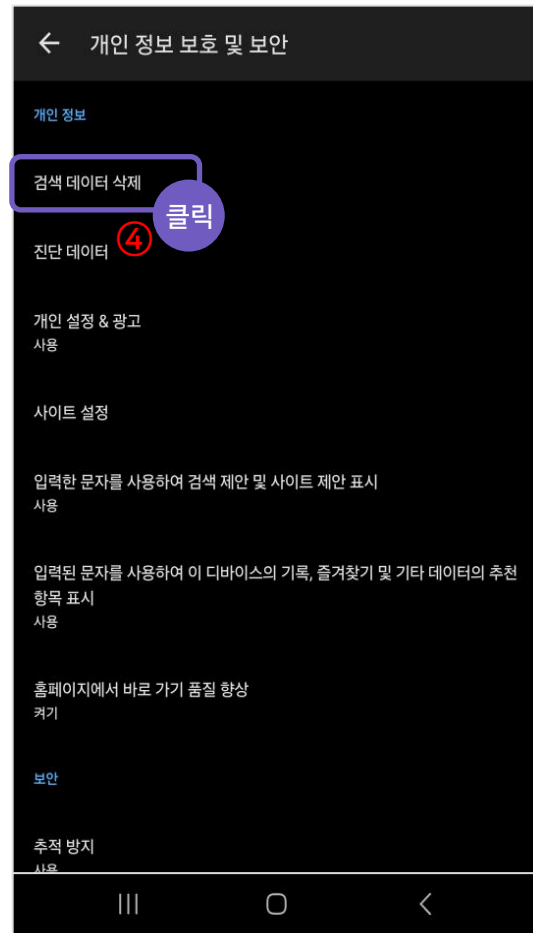 개인 정보 보호 및 보안
개인 정보
검색 데이터 삭제
클릭
④
진단 데이터
개인 설정 & 광고
사용
사이트 설정
입력한 문자를 사용하여 검색 제안 및 사이트 제안 표시
사용
입력된 문자를 사용하여 이 디바이스의 기록, 즐겨찾기 및 기타 데이터의 추천
항목 표시
사용
홈페이지에서 바로 가기 품질 향상
켜기
보안
추적 방지
사용